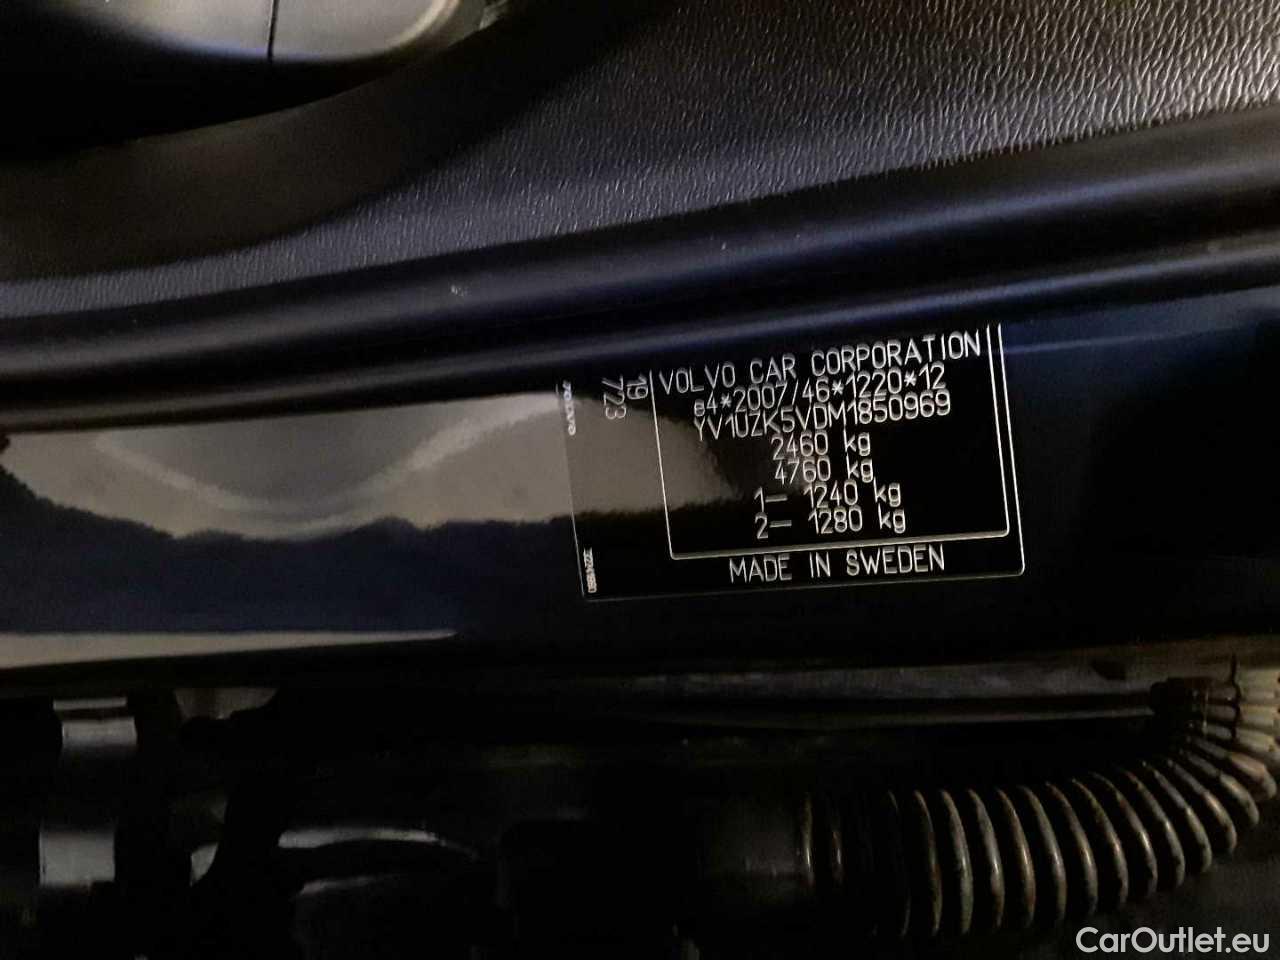 VOLVO CAR CORPORATION
e4*2007/46*1220*12
YV1UZK5VDM1850969
2460 kg
4760 kg
1- 1240 kg
2- 1280 kg
MADE IN SWEDEN
19
723
CarOutlet.eu